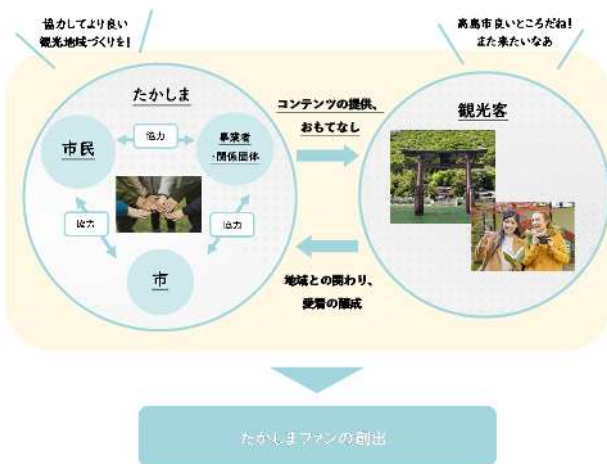 協力してより良い
観光地域づくりを!
高島市良いところだね!
また来たいなあ
たかしま
市民
協力
事業者
・関係団体
協力
協力
市
コンテンツの提供、
おもてなし
地域との関わり、
愛着の醸成
観光客
たかしまファンの創出